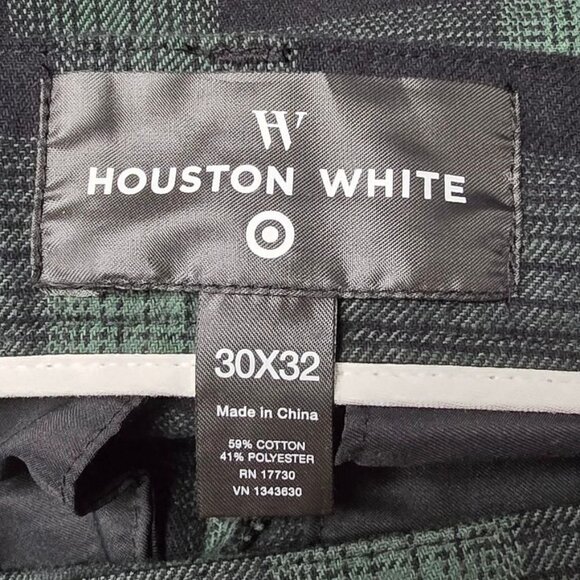 HW
HOUSTON WHITE
30X32
Made in China
59% COTTON
41% POLYESTER
RN 17730
VN 1343630